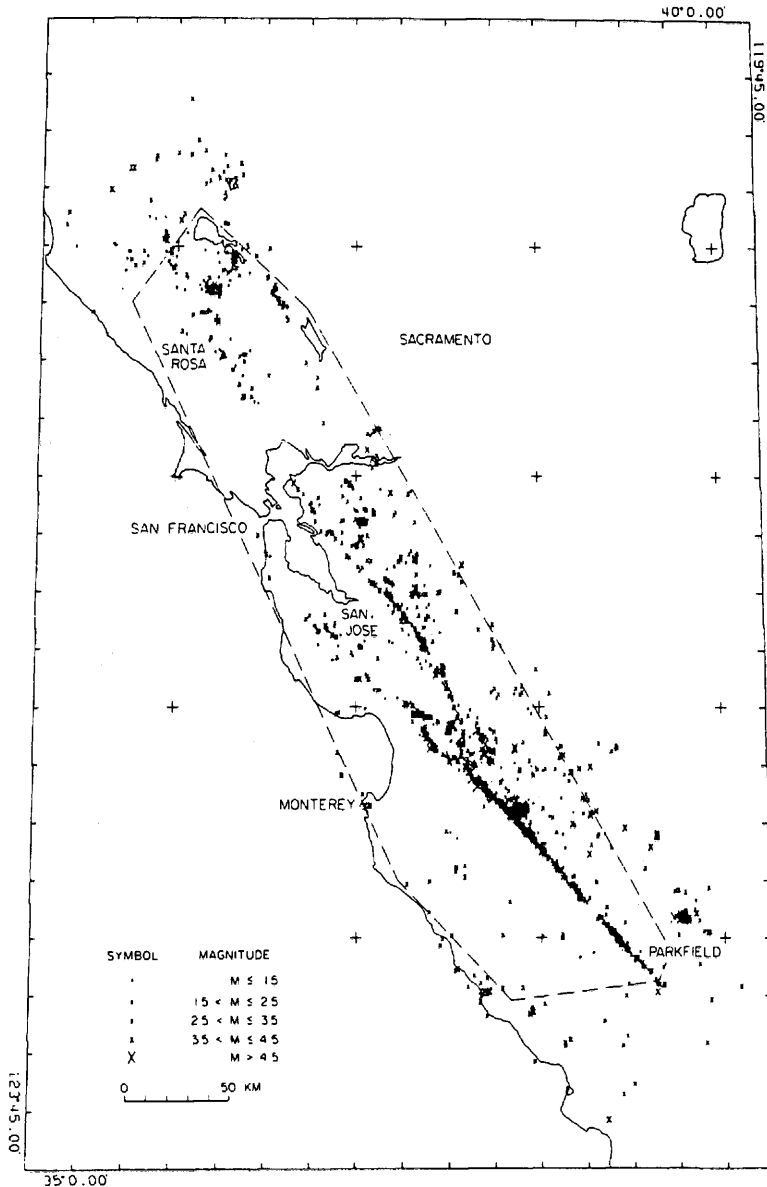 40°0.00'
119°45.00'
SACRAMENTO
SANTA
ROSA
SAN FRANCISCO
SAN
JOSE
MONTEREY
PARKFIELD
SYMBOL MAGNITUDE
M ≤ 1.5
1.5 < M ≤ 2.5
2.5 < M ≤ 3.5
3.5 < M ≤ 4.5
X M > 4.5
0 50 KM
123°45.00'
35°0.00'